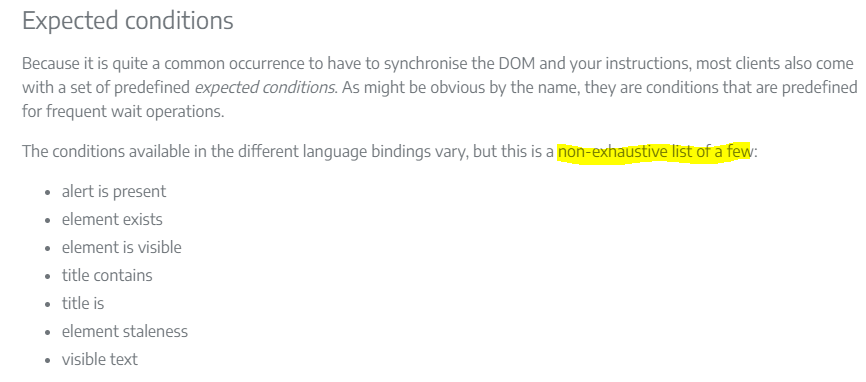 Expected conditions
Because it is quite a common occurrence to have to synchronise the DOM and your instructions, most clients also come
with a set of predefined expected conditions. As might be obvious by the name, they are conditions that are predefined
for frequent wait operations.
The conditions available in the different language bindings vary, but this is a non-exhaustive list of a few:
• alert is present
• element exists
• element is visible
• title contains
• title is
• element staleness
• visible text